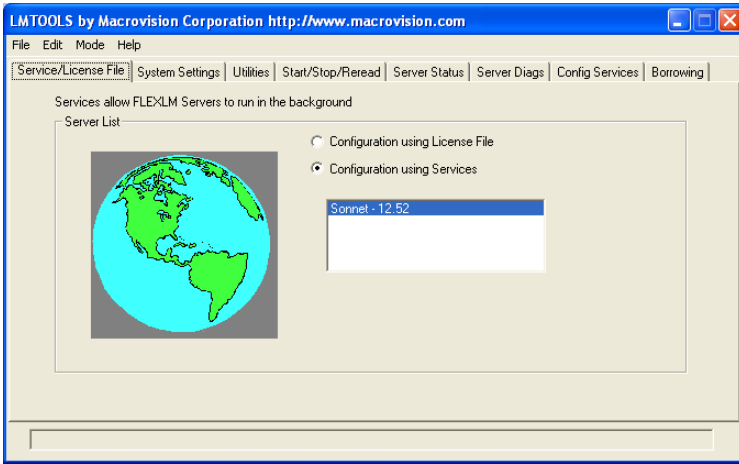 LMTOOLS by Macrovision Corporation http://www.macrovision.com
File Edit Mode Help
Service/License File System Settings Utilities Start/Stop/Reread Server Status Server Diags Config Services Borrowing
Services allow FLEXLM Servers to run in the background
Server List
Configuration using License File
Configuration using Services
Sonnet - 12.52